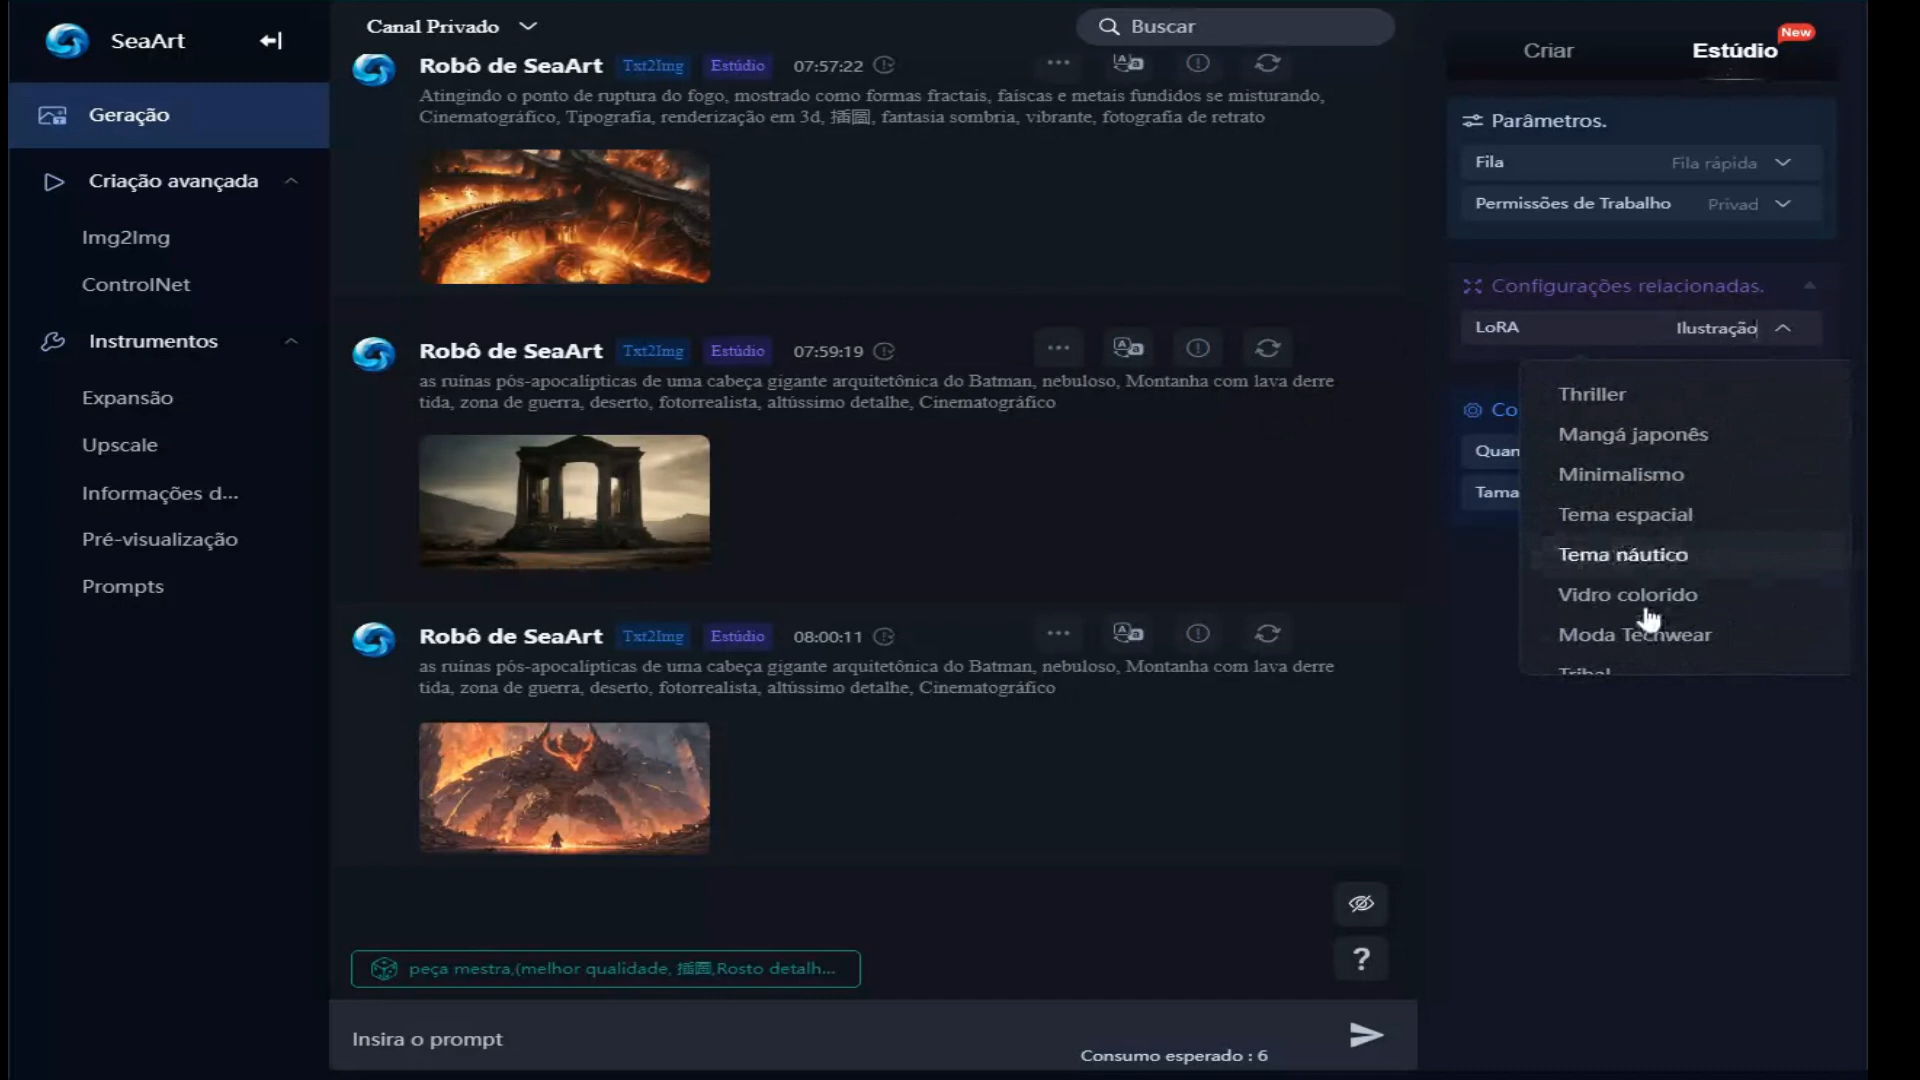 SeaArt
Geração
Criação avançada
Img2Img
ControlNet
Instrumentos
Expansão
Upscale
Informações d...
Pré-visualização
Prompts
Canal Privado
Buscar
Robô de SeaArt Txt2Img Estúdio 07:57:22
Atingindo o ponto de ruptura do fogo, mostrado como formas fractais, faíscas e metais fundidos se misturando,
Cinematográfico, Tipografia, renderização em 3d, 插圖, fantasia sombria, vibrante, fotografia de retrato
Robô de SeaArt Txt2Img Estúdio 07:59:19
as ruínas pós-apocalípticas de uma cabeça gigante arquitetônica do Batman, nebuloso, Montanha com lava derre
tida, zona de guerra, deserto, fotorrealista, altússimo detalhe, Cinematográfico
Robô de SeaArt Txt2Img Estúdio 08:00:11
as ruínas pós-apocalípticas de uma cabeça gigante arquitetônica do Batman, nebuloso, Montanha com lava derre
tida, zona de guerra, deserto, fotorrealista, altússimo detalhe, Cinematográfico
peça mestra,(melhor qualidade, 插圖,Rosto detalh...
Insira o prompt
Consumo esperado : 6
Criar
Estúdio
New
Parâmetros.
Fila Fila rápida
Permissões de Trabalho Privad
Configurações relacionadas.
LoRA Ilustração
Co
Quan
Tama
Thriller
Mangá japonês
Minimalismo
Tema espacial
Tema náutico
Vidro colorido
Moda Techwear
Tribal